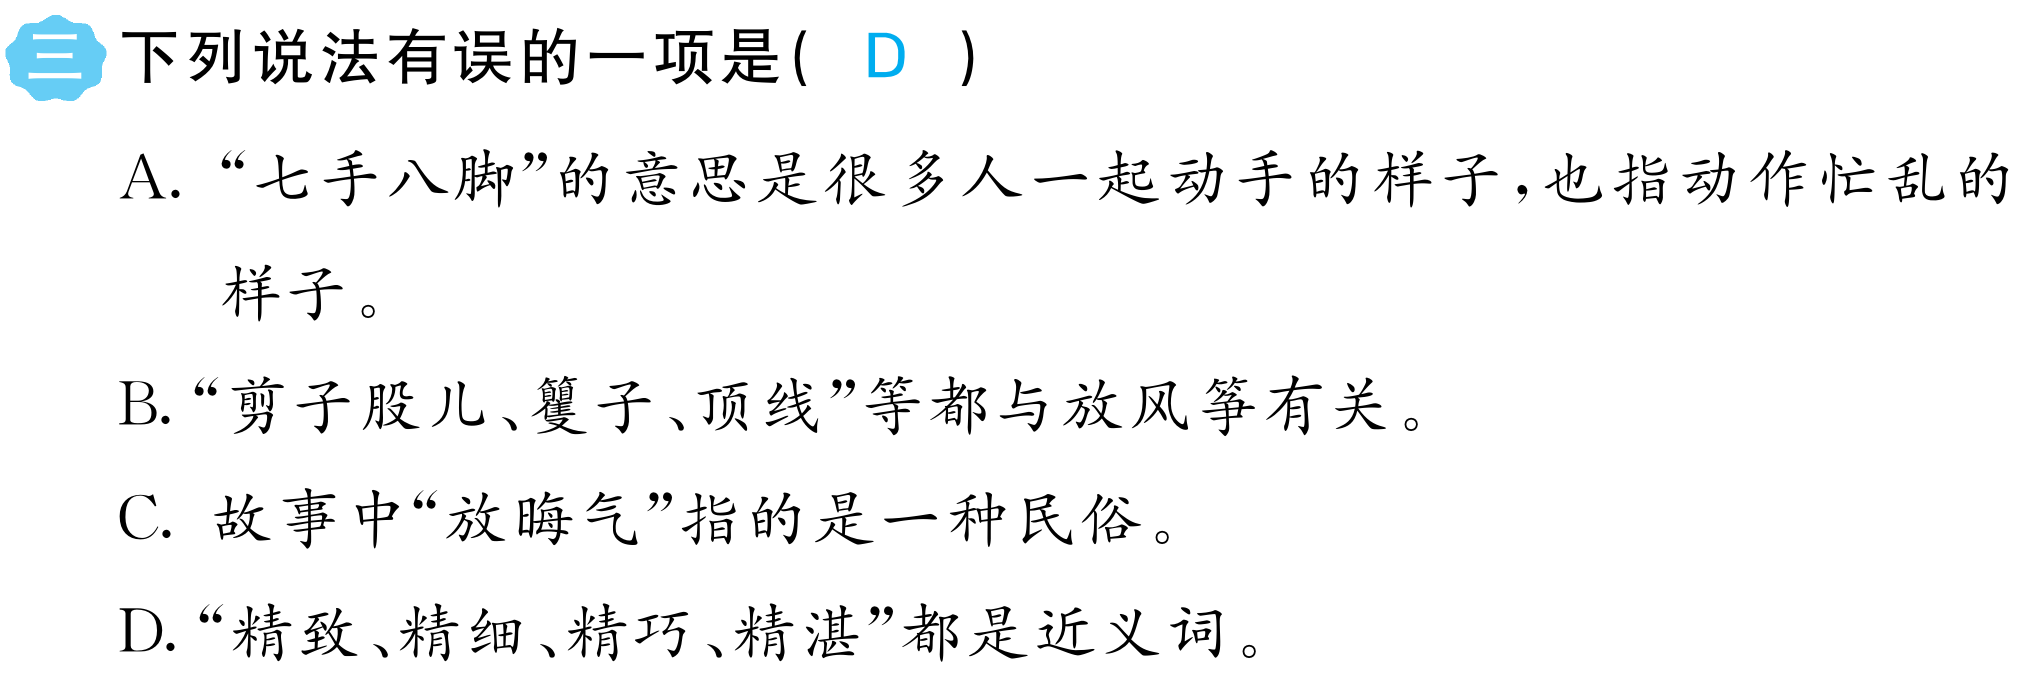 三 下列说法有误的一项是( D )
A. “七手八脚”的意思是很多人一起动手的样子,也指动作忙乱的
样子。
B. “剪子股儿、籰子、顶线”等都与放风筝有关。
C. 故事中“放晦气”指的是一种民俗。
D. “精致、精细、精巧、精湛”都是近义词。